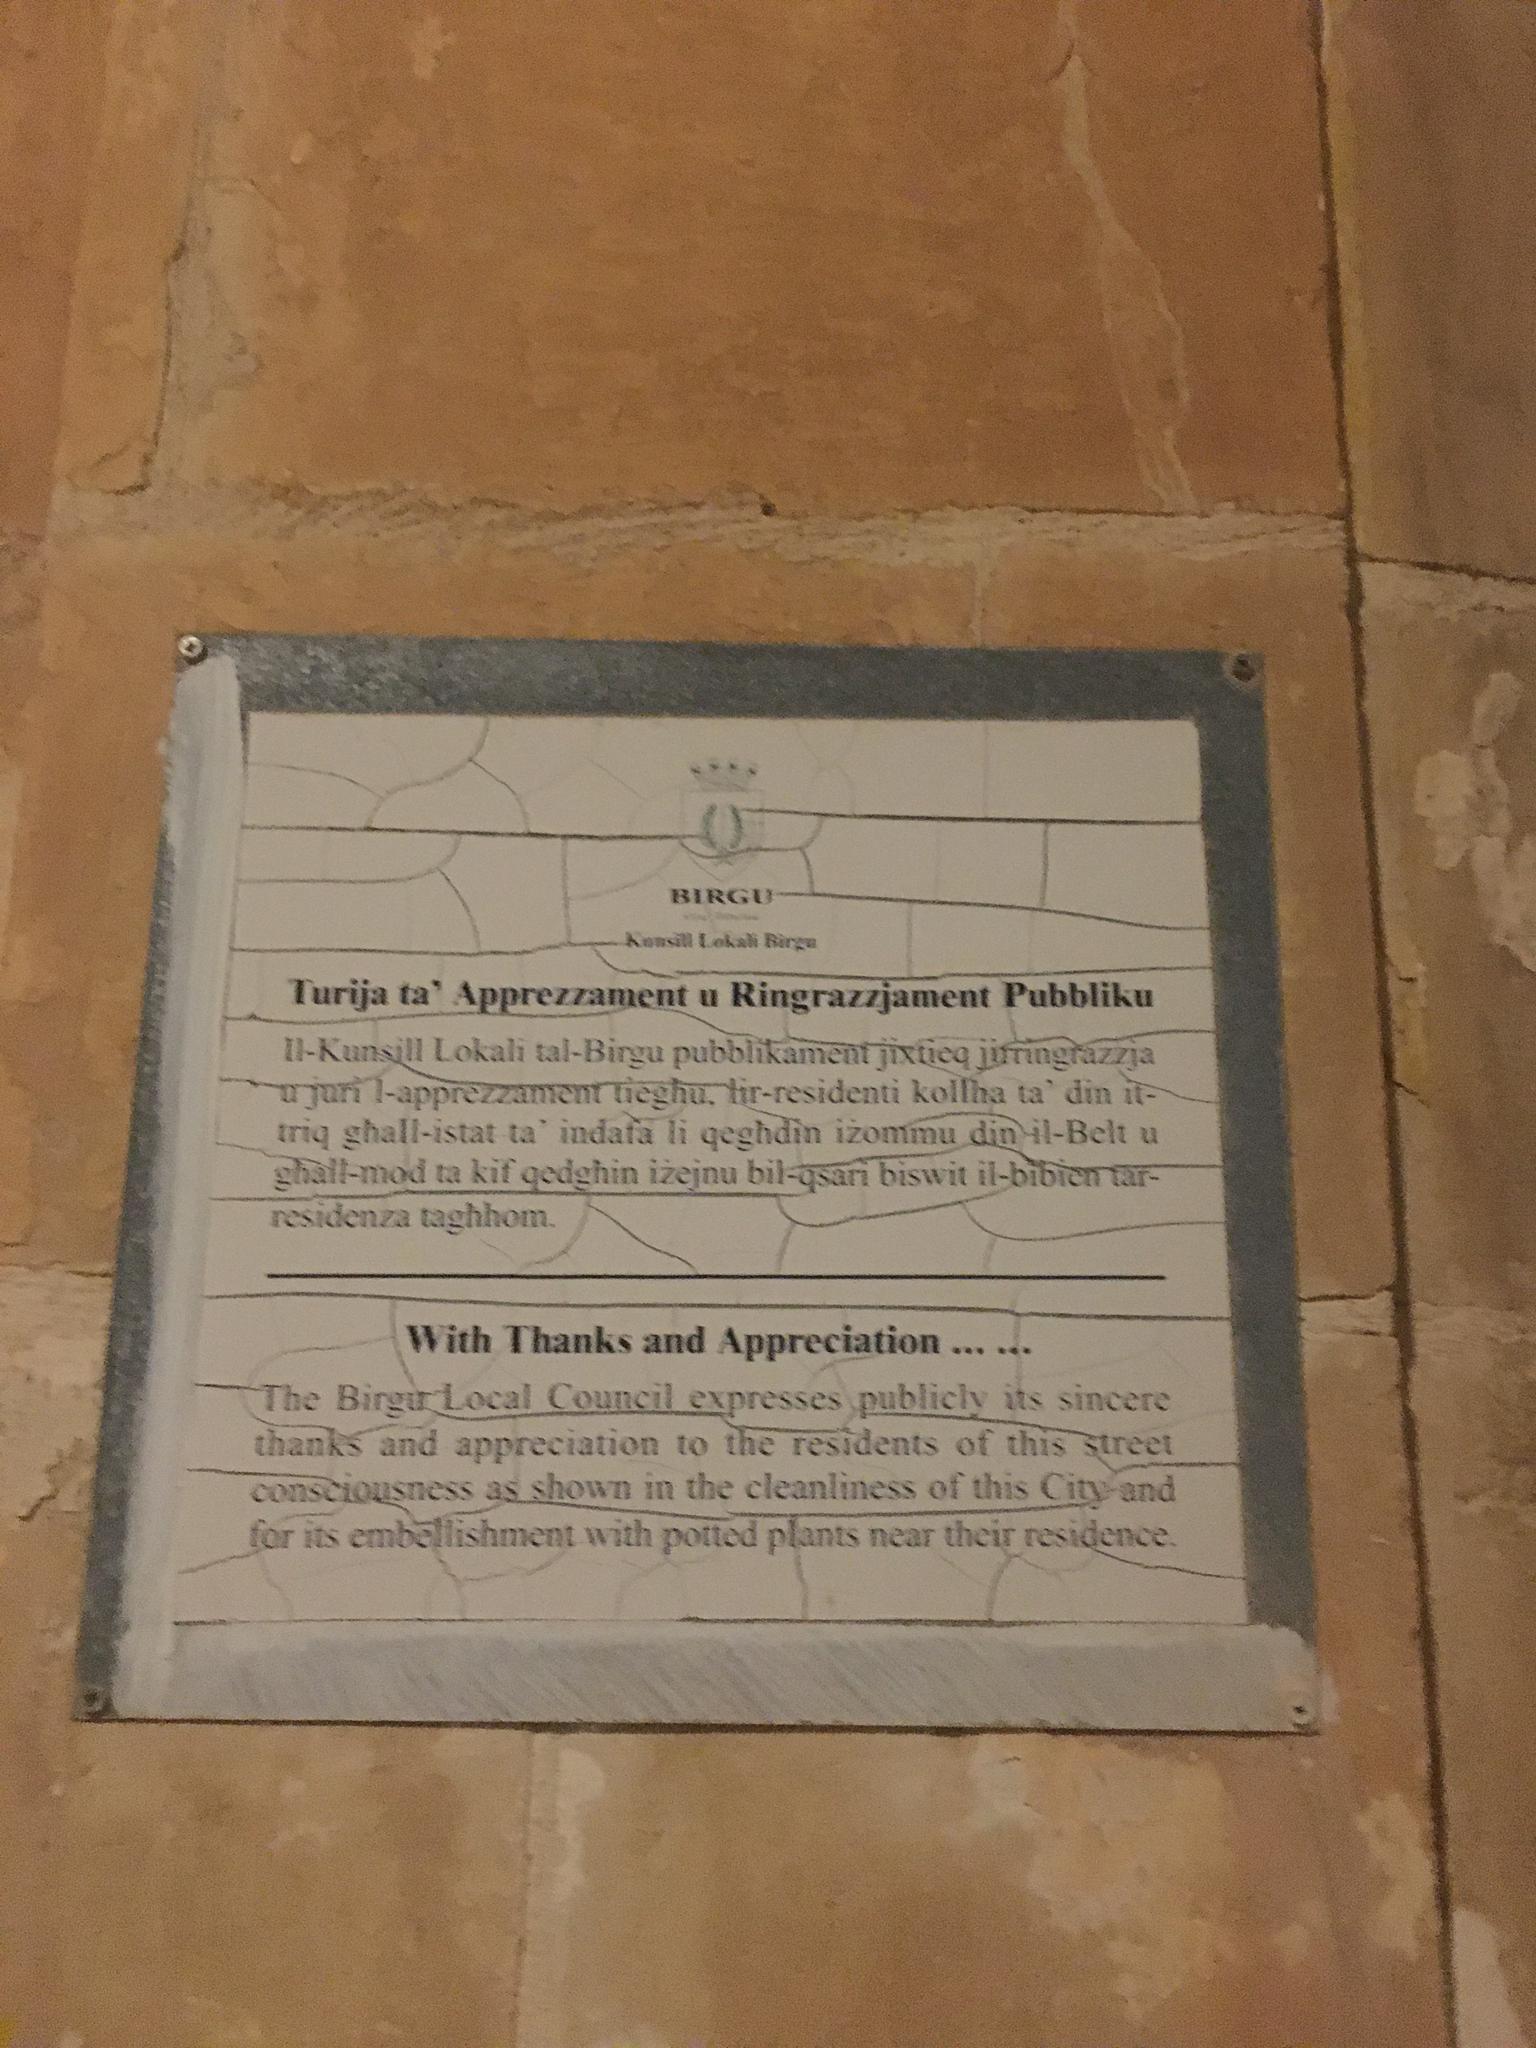 BIRGU
Kunsill Lokali Birgu
Turija ta' Apprezzament u Ringrazzjament Pubbliku
Il-Kunsill Lokali tal-Birgu pubblikament jixtieq jirringrazzja
u juri l-apprezzament tiegħu, lir-residenti kollha ta' din it-
triq għall-istat ta' indafa li qegħdin iżommu din il-Belt u
għall-mod ta kif qedgħin iżejnu bil-qsari biswit il-bibien tar-
residenza tagħhom.
With Thanks and Appreciation ... ...
The Birgu Local Council expresses publicly its sincere
thanks and appreciation to the residents of this street
consciousness as shown in the cleanliness of this City and
for its embellishment with potted plants near their residence.